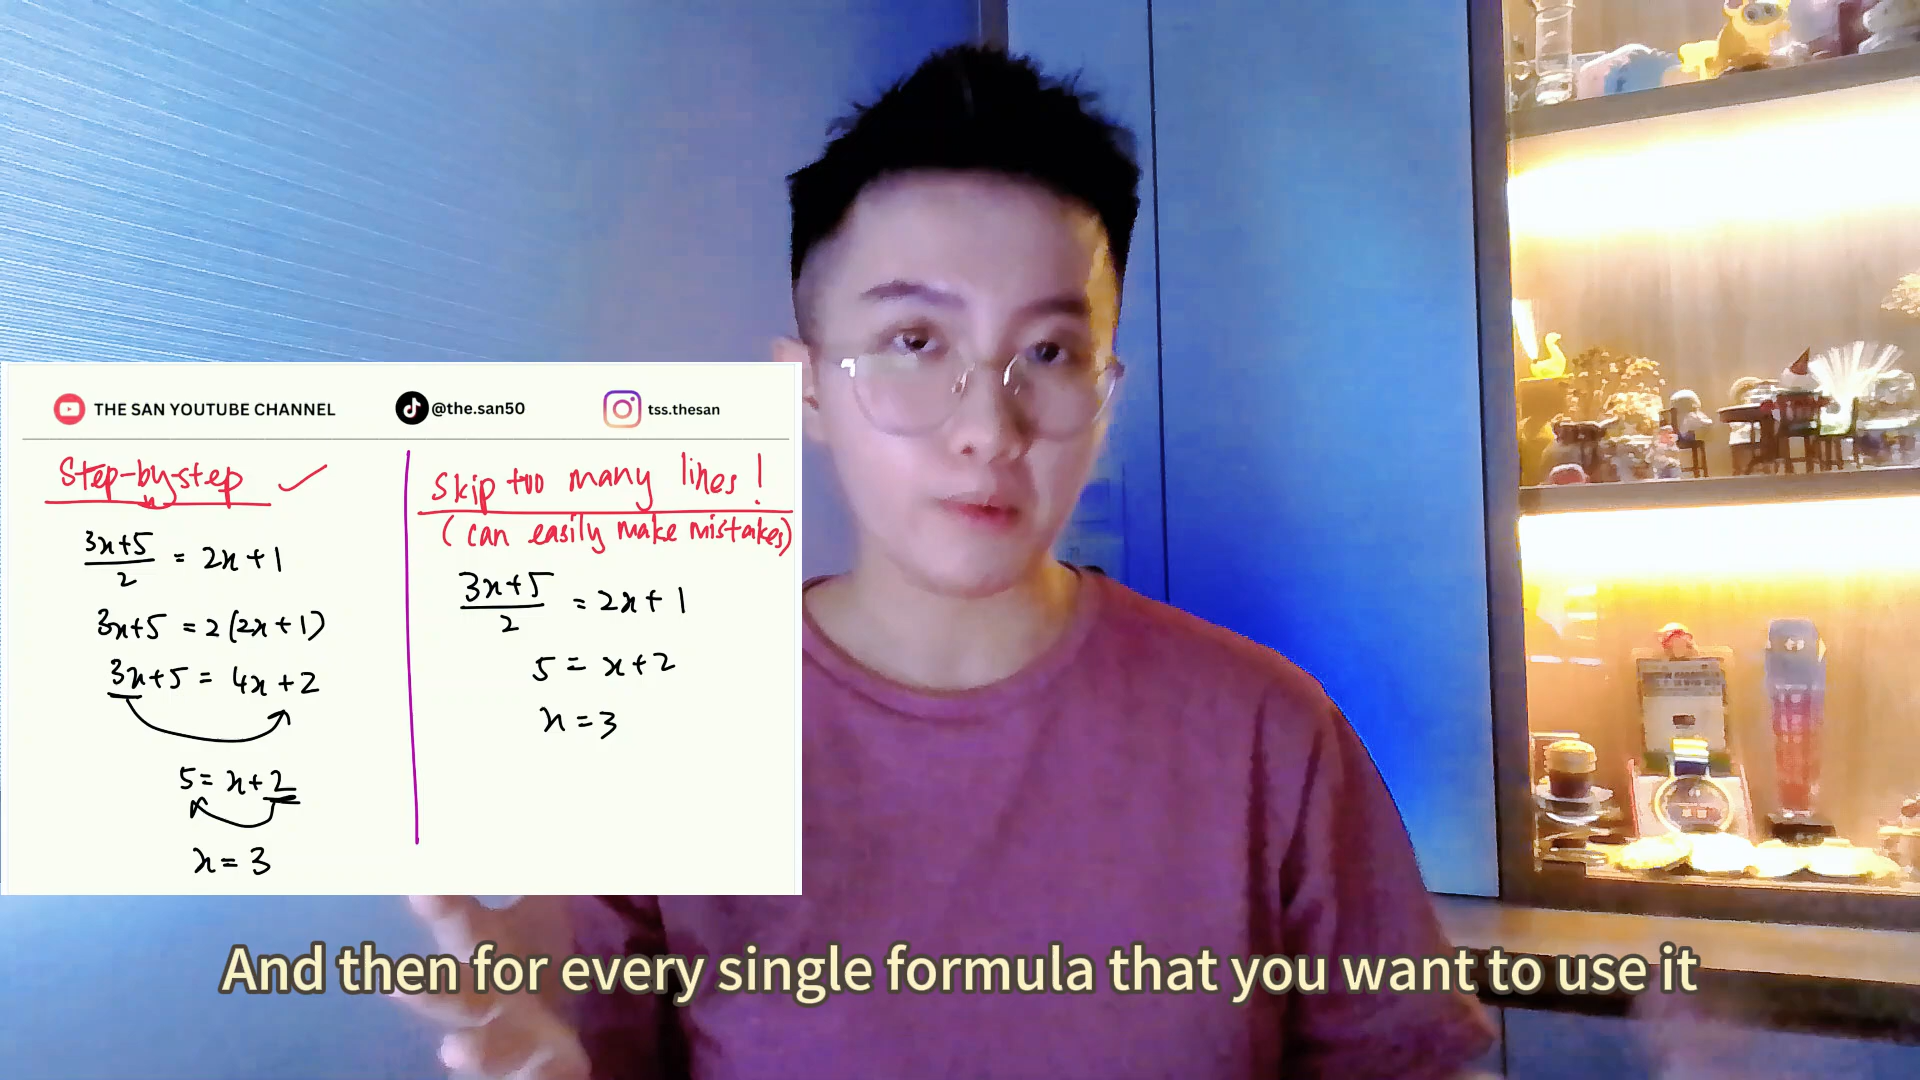 THE SAN YOUTUBE CHANNEL @the.san50 tss.thesan
Step-by-step ✓
3x+5/2 = 2x+1
3x+5 = 2(2x+1)
3x+5 = 4x+2
5 = x+2
x = 3
Skip too many lines!
(can easily make mistakes)
3x+5/2 = 2x+1
5 = x+2
x = 3
And then for every single formula that you want to use it